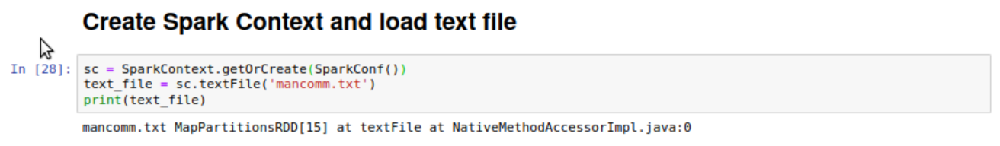 Create Spark Context and load text file
In [28]: sc = SparkContext.getOrCreate(SparkConf())
text_file = sc.textFile('mancomm.txt')
print(text_file)
mancomm.txt MapPartitionsRDD[15] at textFile at NativeMethodAccessorImpl.java:0